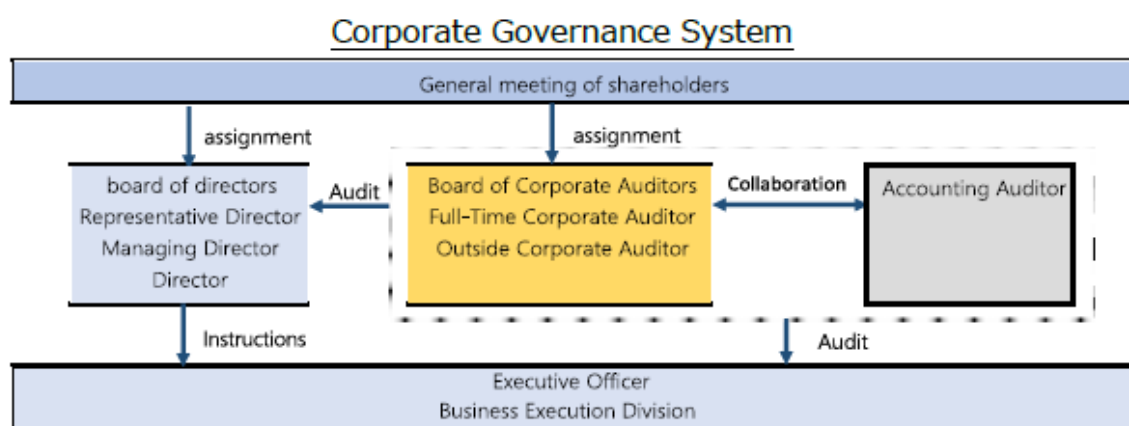 Corporate Governance System
General meeting of shareholders
assignment
assignment
board of directors
Representative Director
Managing Director
Director
Audit
Board of Corporate Auditors
Full-Time Corporate Auditor
Outside Corporate Auditor
Collaboration
Accounting Auditor
Instructions
Audit
Executive Officer
Business Execution Division